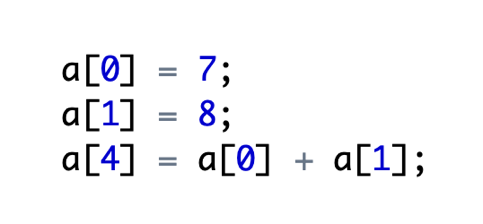 a[0] = 7;
a[1] = 8;
a[4] = a[0] + a[1];